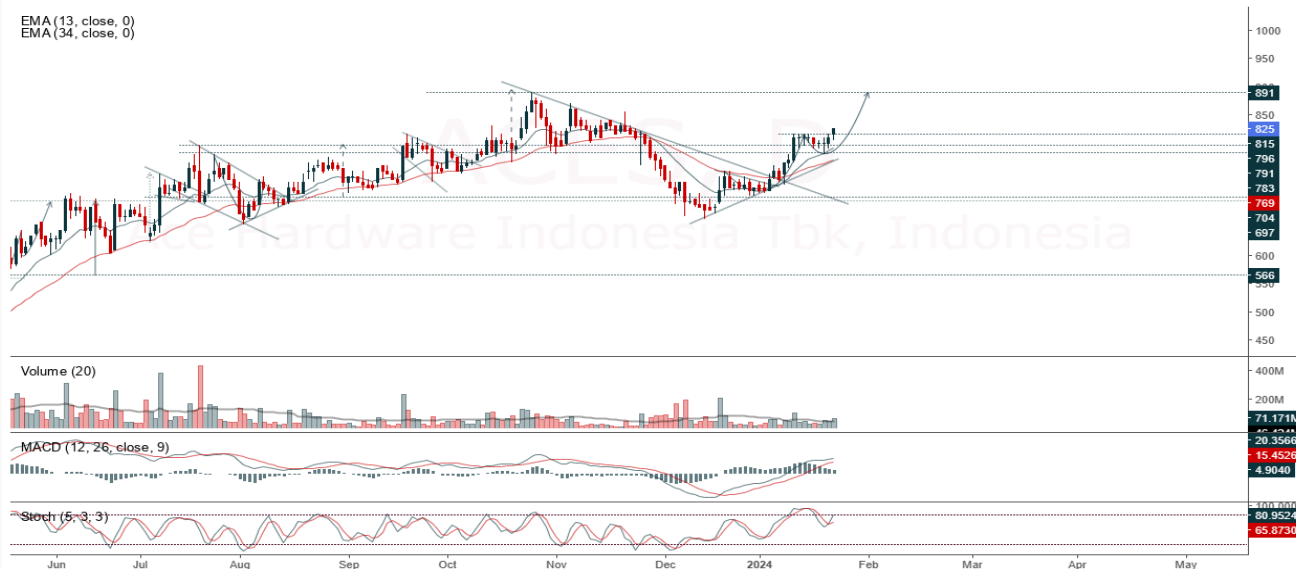 EMA (13, close, 0)
EMA (34, close, 0)
1000
950
891
850
825
815
796
791
783
769
704
697
600
566
550
500
450
Ace Hardware Indonesia Tbk, Indonesia
Volume (20)
400M
200M
71.171M
MACD (12, 26, close, 9)
20.3566
15.4526
4.9040
Stoch (5, 3, 3)
100.000
80.9524
65.8730
Jun Jul Aug Sep Oct Nov Dec 2024 Feb Mar Apr May